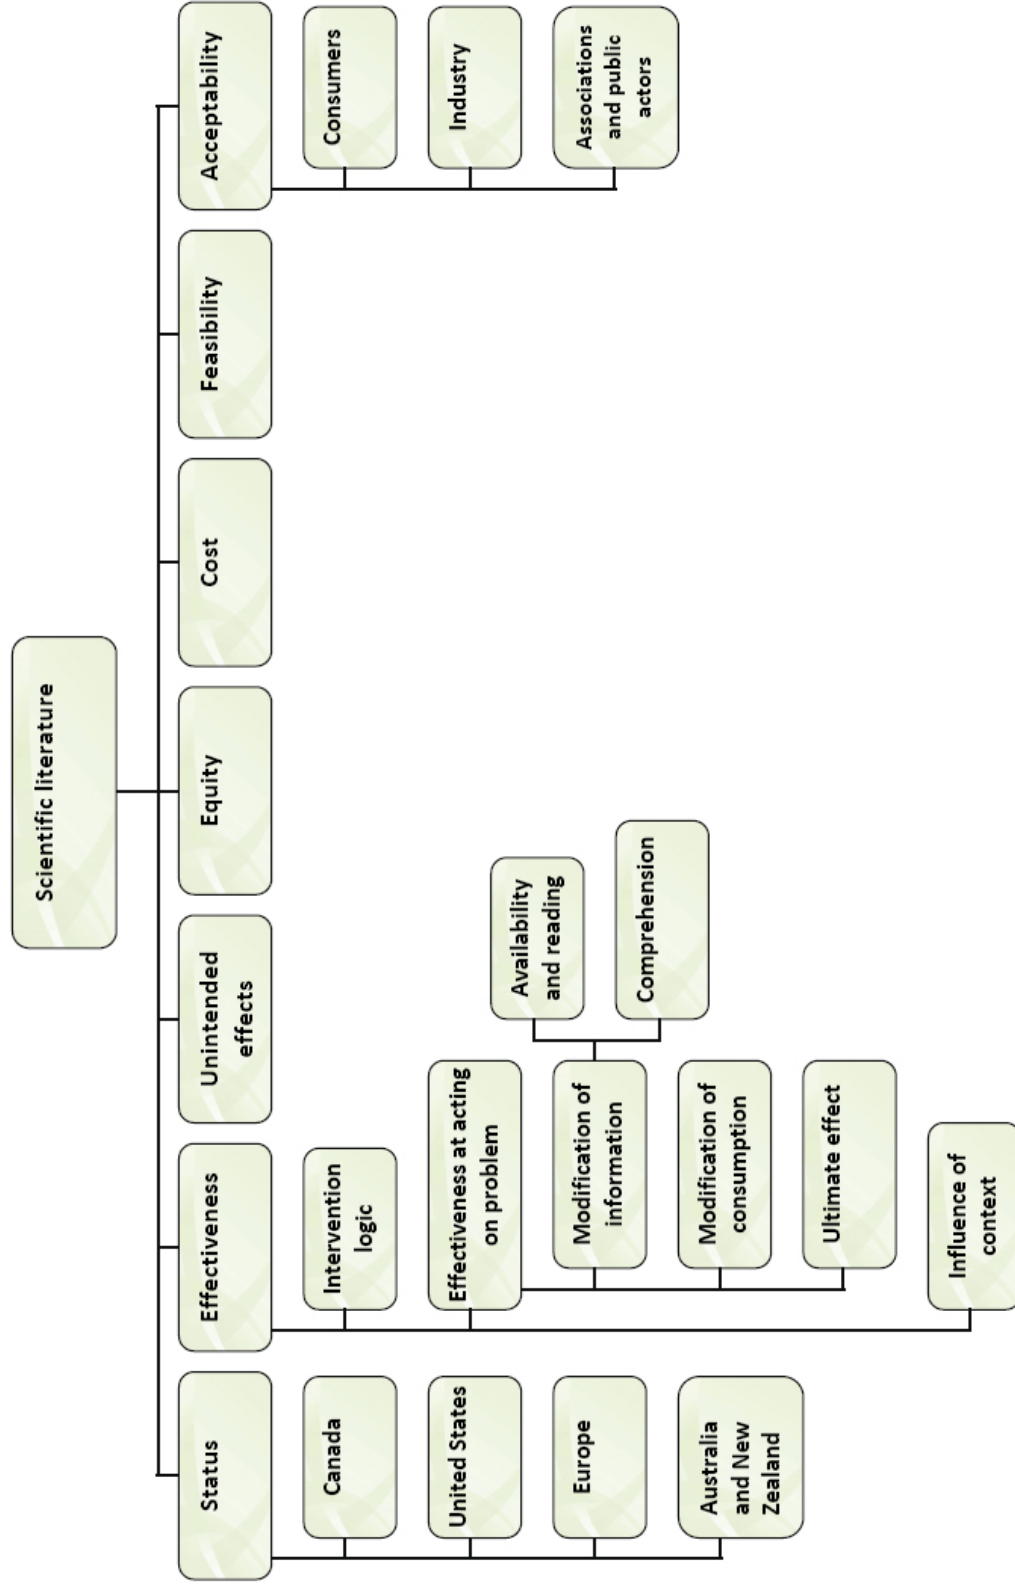 Scientific literature
Status
Canada
United States
Europe
Australia
and New
Zealand
Effectiveness
Intervention
logic
Effectiveness at acting
on problem
Modification of
information
Availability
and reading
Comprehension
Modification of
consumption
Ultimate effect
Influence of
context
Unintended
effects
Equity
Cost
Feasibility
Acceptability
Consumers
Industry
Associations
and public
actors